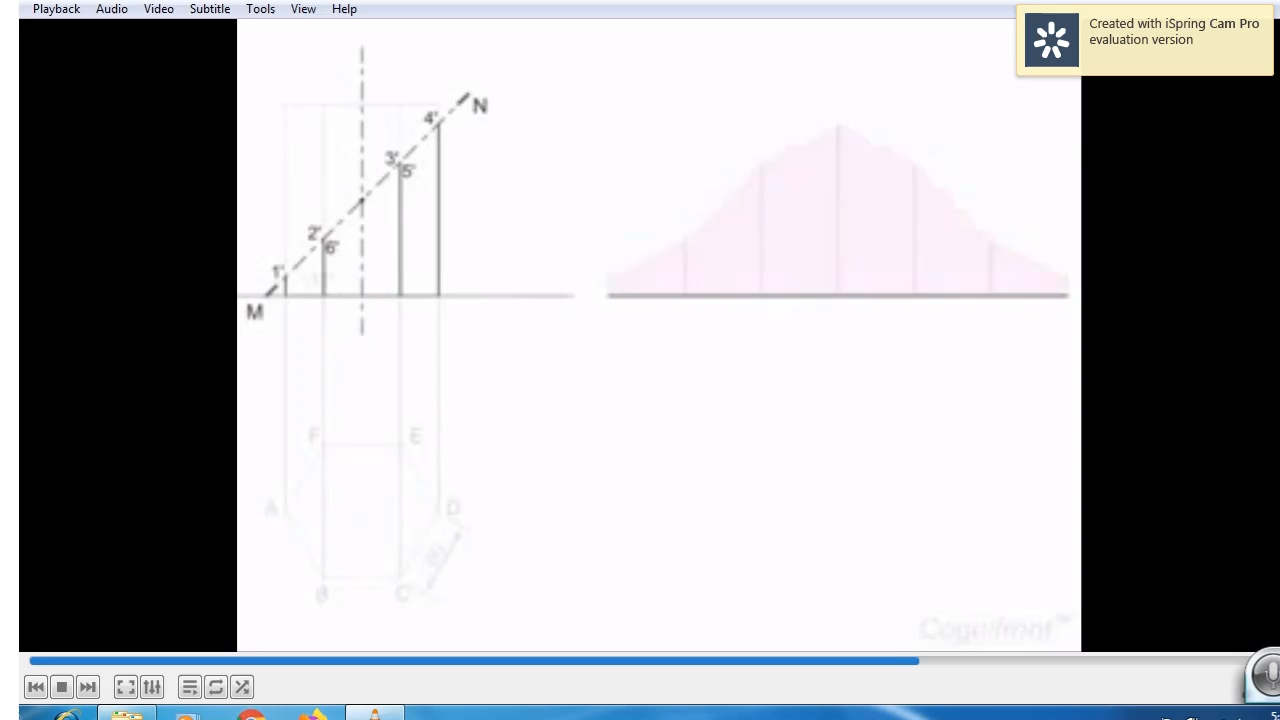 Playback Audio Video Subtitle Tools View Help
Created with iSpring Cam Pro
evaluation version
N
4'
3'
5'
2'
6'
1'
M
F E
A D
B C
Cognifront™